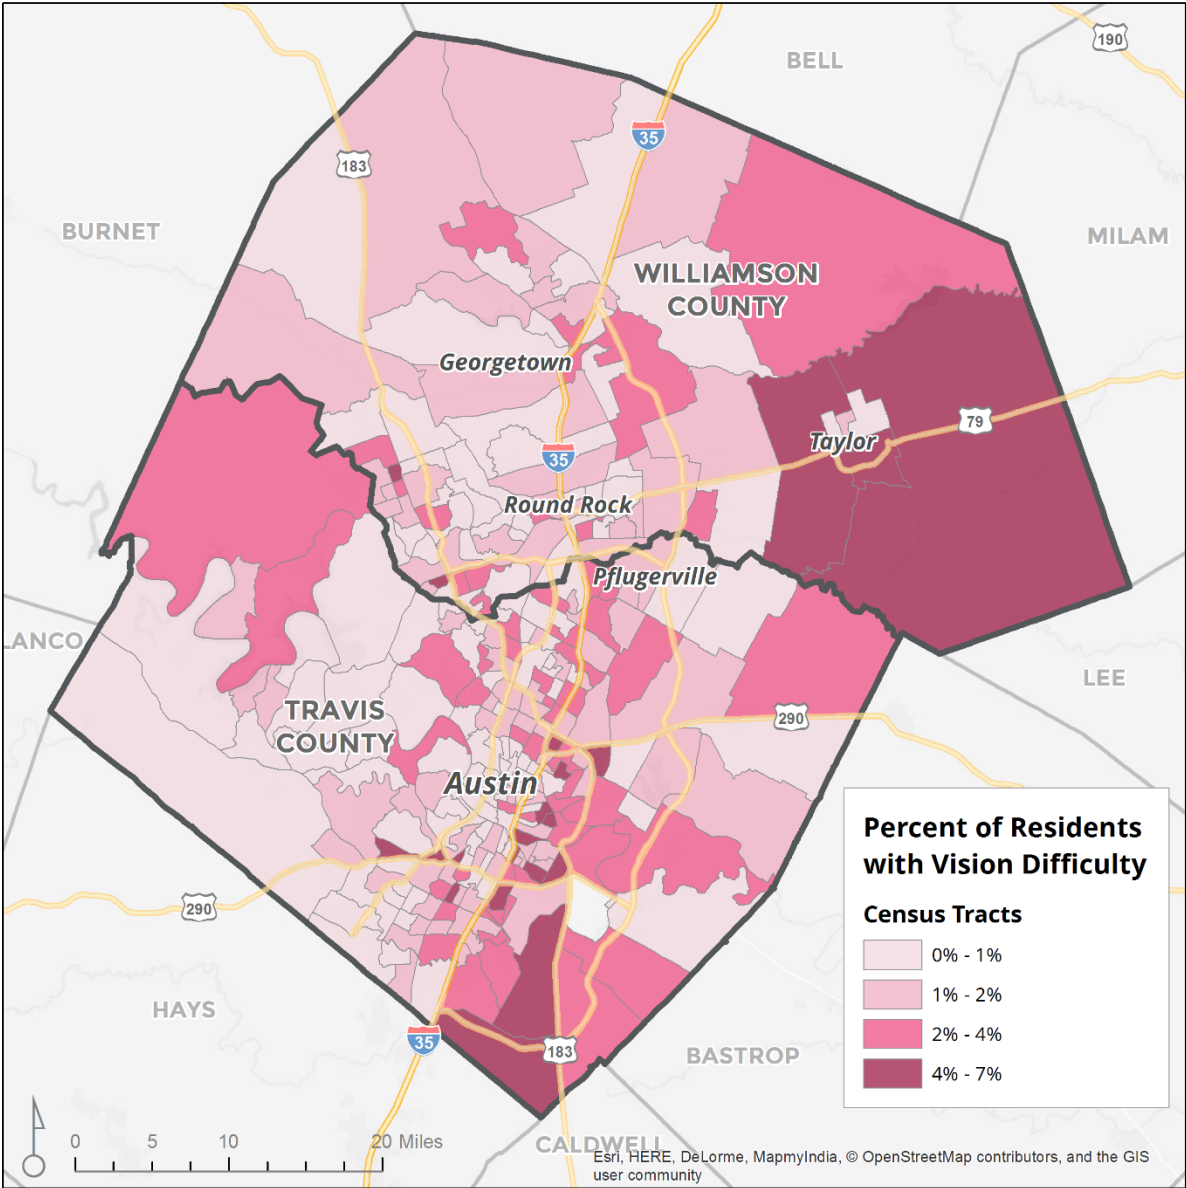 190
BELL
35
183
BURNET
MILAM
WILLIAMSON
COUNTY
Georgetown
79
Taylor
35
Round Rock
Pflugerville
LANCO
LEE
TRAVIS
COUNTY
290
Austin
Percent of Residents
with Vision Difficulty
Census Tracts
0% - 1%
1% - 2%
2% - 4%
4% - 7%
290
HAYS
35
183
BASTROP
0 5 10 20 Miles
CALDWELL
Esri, HERE, DeLorme, MapmyIndia, © OpenStreetMap contributors, and the GIS
user community